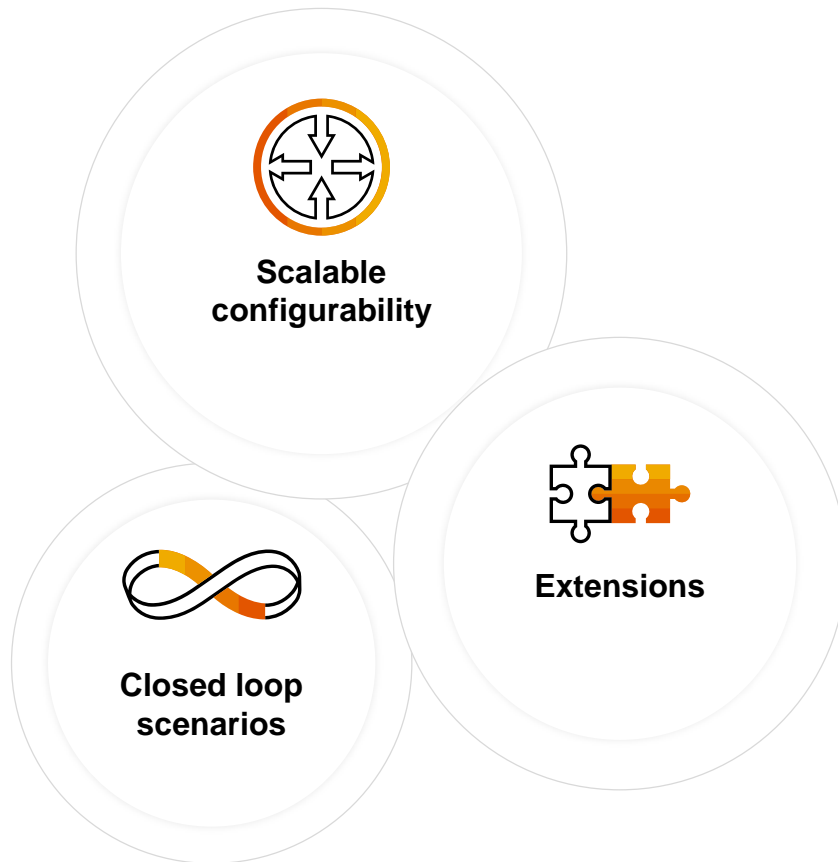 Scalable
configurability
Extensions
Closed loop
scenarios